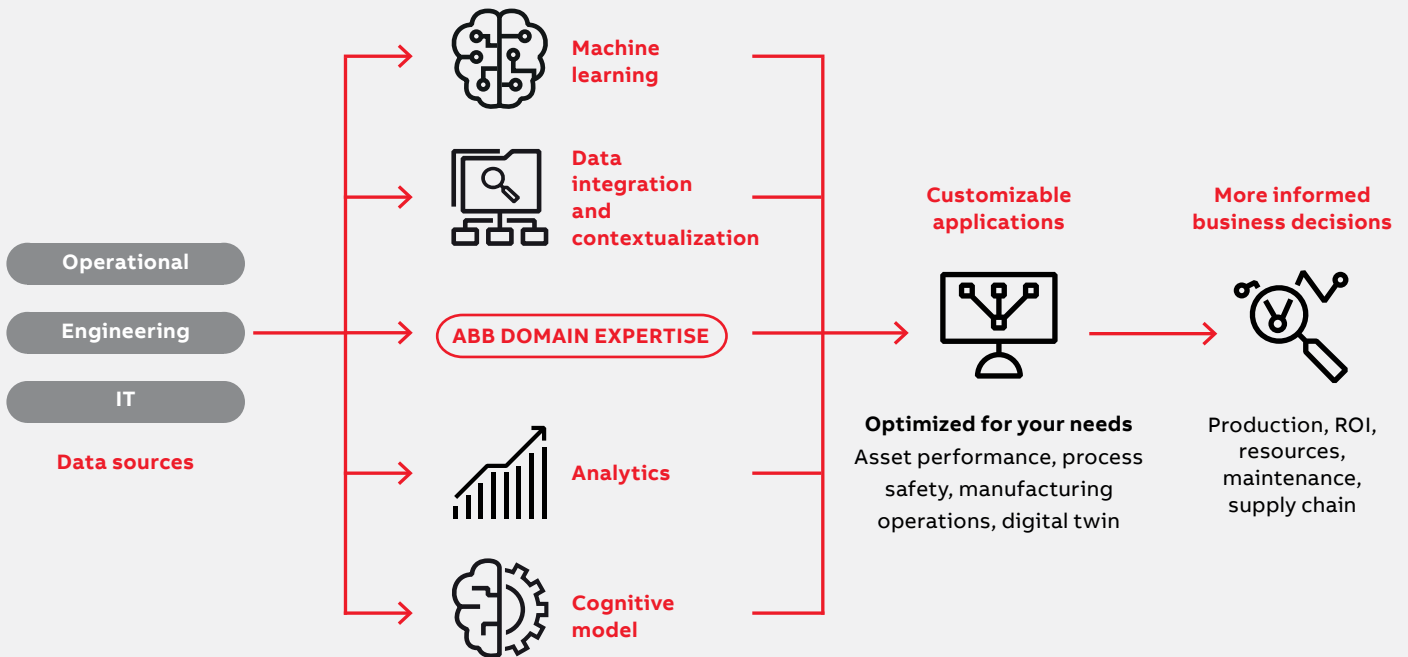 Operational
Engineering
IT
Data sources
Machine
learning
Data
integration
and
contextualization
ABB DOMAIN EXPERTISE
Analytics
Cognitive
model
Customizable
applications
Optimized for your needs
Asset performance, process
safety, manufacturing
operations, digital twin
More informed
business decisions
Production, ROI,
resources,
maintenance,
supply chain